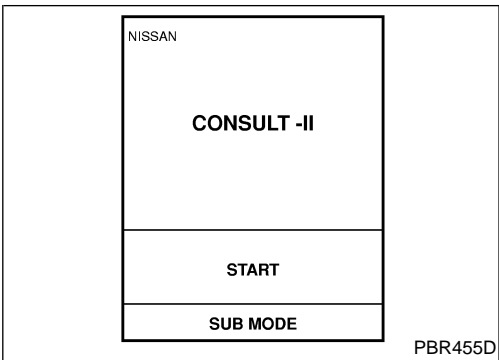 NISSAN
CONSULT -II
START
SUB MODE
PBR455D